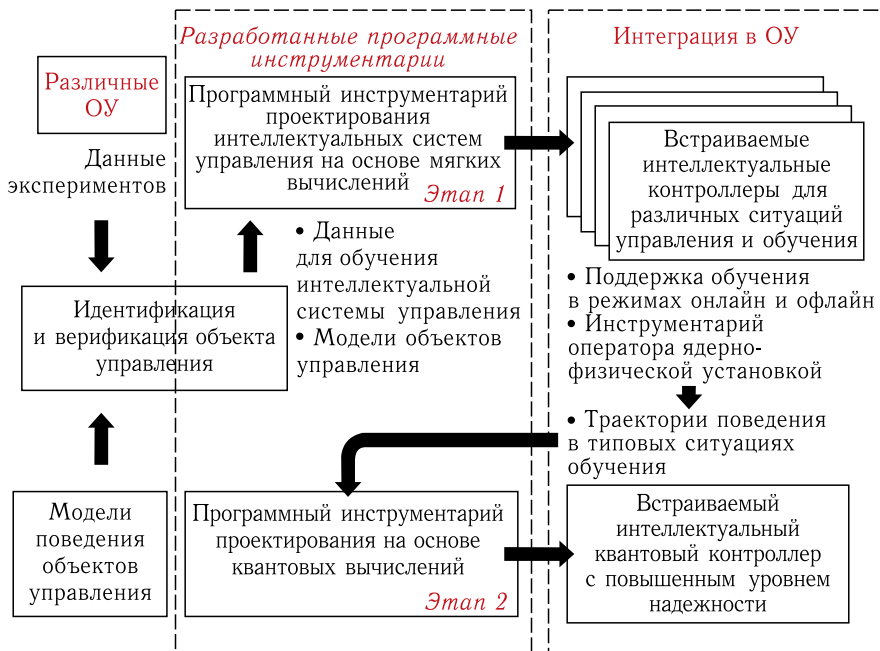 Различные
ОУ
Данные
экспериментов
Идентификация
и верификация объекта
управления
Модели
поведения
объектов
управления
Разработанные программные
инструментарии
Программный инструментарий
проектирования
интеллектуальных систем
управления на основе мягких
вычислений
Этап 1
• Данные
для обучения
интеллектуальной
системы управления
• Модели объектов
управления
Программный инструментарий
проектирования на основе
квантовых вычислений
Этап 2
Интеграция в ОУ
Встраиваемые
интеллектуальные
контроллеры для
различных ситуаций
управления и обучения
• Поддержка обучения
в режимах онлайн и офлайн
• Инструментарий
оператора ядерно-
физической установкой
• Траектории поведения
в типовых ситуациях
обучения
Встраиваемый
интеллектуальный
квантовый контроллер
с повышенным уровнем
надежности